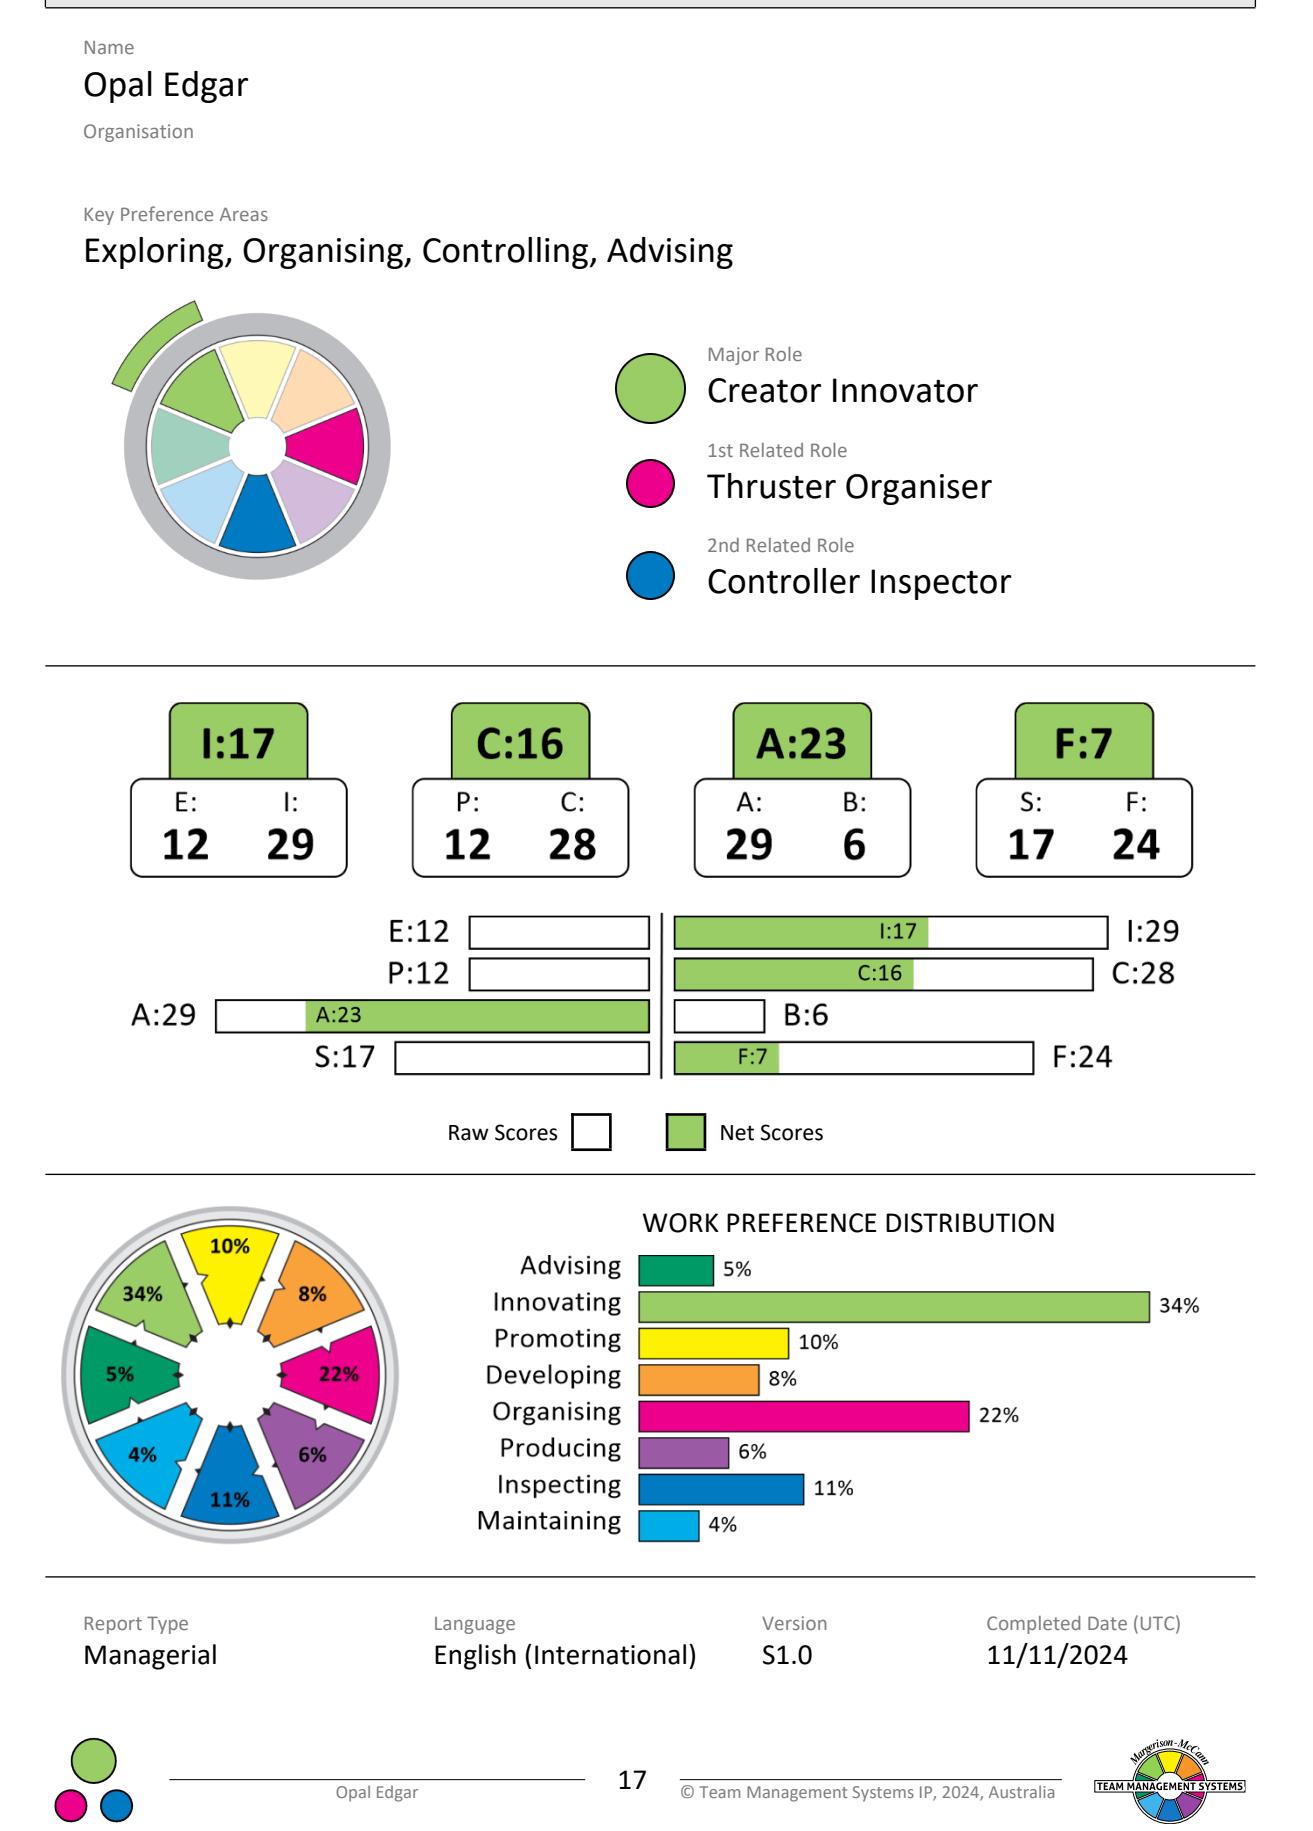 Name
Opal Edgar
Organisation
Key Preference Areas
Exploring, Organising, Controlling, Advising
Major Role
Creator Innovator
1st Related Role
Thruster Organiser
2nd Related Role
Controller Inspector
I:17 C:16 A:23 F:7
E: I: P: C: A: B: S: F:
12 29 12 28 29 6 17 24
E:12 I:17 I:29
P:12 C:16 C:28
A:29 A:23 B:6
S:17 F:7 F:24
Raw Scores Net Scores
10%
34% 8%
5% 22%
4% 6%
11%
WORK PREFERENCE DISTRIBUTION
Advising 5%
Innovating 34%
Promoting 10%
Developing 8%
Organising 22%
Producing 6%
Inspecting 11%
Maintaining 4%
Report Type Language Version Completed Date (UTC)
Managerial English (International) S1.0 11/11/2024
Opal Edgar 17 © Team Management Systems IP, 2024, Australia
Margerison-McCann
TEAM MANAGEMENT SYSTEMS